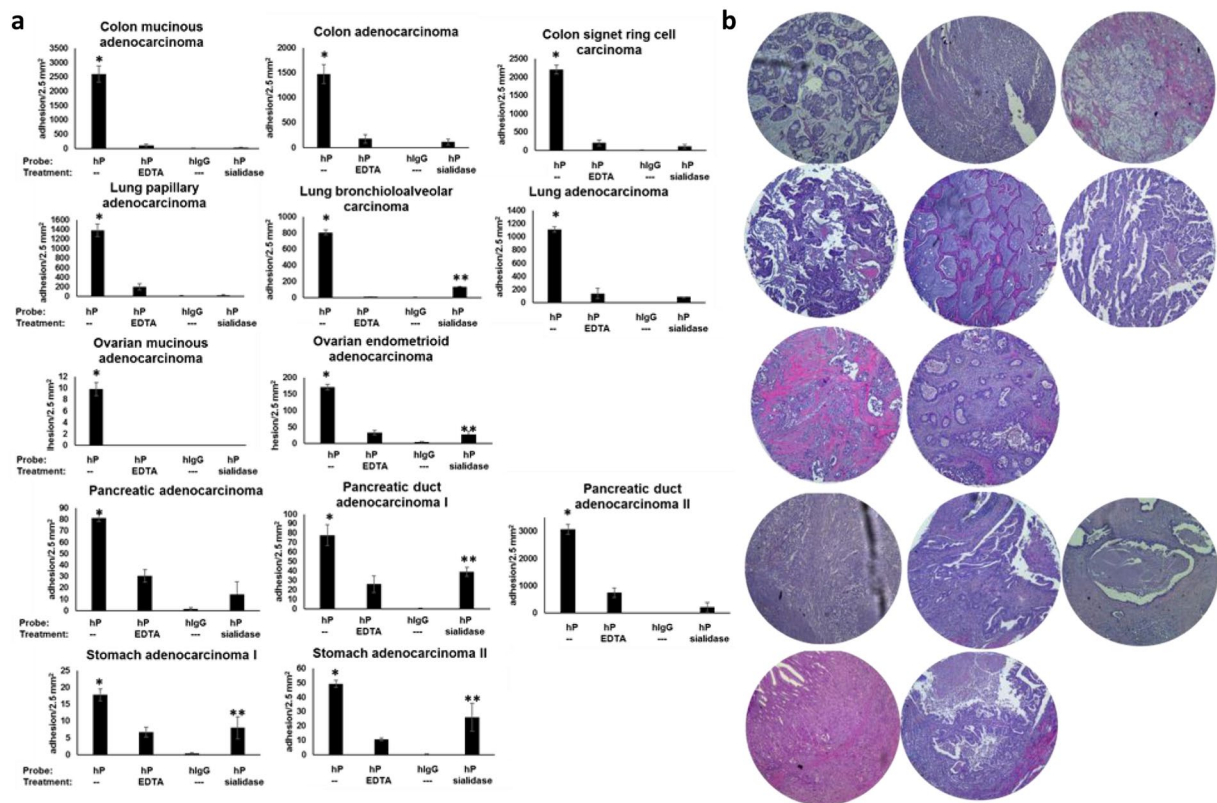 a
b
Colon mucinous
adenocarcinoma
adhesion/2.5 mm²
3000
2500
2000
1500
1000
500
0
*
Probe: hP hP hIgG hP
Treatment: -- EDTA --- sialidase
Colon adenocarcinoma
adhesion/2.5 mm²
2000
1500
1000
500
0
*
hP hP hIgG hP
-- EDTA --- sialidase
Colon signet ring cell
carcinoma
adhesion/2.5 mm²
2500
2000
1500
1000
500
0
*
hP hP hIgG hP
-- EDTA --- sialidase
Lung papillary
adenocarcinoma
adhesion/2.5 mm²
1600
1400
1200
1000
800
600
400
200
0
*
Probe: hP hP hIgG hP
Treatment: -- EDTA --- sialidase
Lung bronchioloalveolar
carcinoma
adhesion/2.5 mm²
1000
800
600
400
200
0
*
**
hP hP hIgG hP
-- EDTA --- sialidase
Lung adenocarcinoma
adhesion/2.5 mm²
1400
1200
1000
800
600
400
200
0
*
hP hP hIgG hP
-- EDTA --- sialidase
Ovarian mucinous
adenocarcinoma
lhesion/2.5 mm²
12
10
8
6
4
2
0
*
Probe: hP hP hIgG hP
Treatment: -- EDTA --- sialidase
Ovarian endometrioid
adenocarcinoma
hesion/2.5 mm²
200
150
100
50
0
*
**
hP hP hIgG hP
-- EDTA --- sialidase
Pancreatic adenocarcinoma
adhesion/2.5 mm²
90
80
70
60
50
40
30
20
10
0
*
Probe: hP hP hIgG hP
Treatment: -- EDTA --- sialidase
Pancreatic duct
adenocarcinoma I
adhesion/2.5 mm²
100
90
80
70
60
50
40
30
20
10
0
*
**
hP hP hIgG hP
-- EDTA --- sialidase
Pancreatic duct
adenocarcinoma II
adhesion/2.5 mm²
3000
2000
1000
0
*
hP hP hIgG hP
-- EDTA --- sialidase
Stomach adenocarcinoma I
adhesion/2.5 mm²
25
20
15
10
5
0
*
**
Probe: hP hP hIgG hP
Treatment: -- EDTA --- sialidase
Stomach adenocarcinoma II
adhesion/2.5 mm²
60
50
40
30
20
10
0
*
**
hP hP hIgG hP
-- EDTA --- sialidase